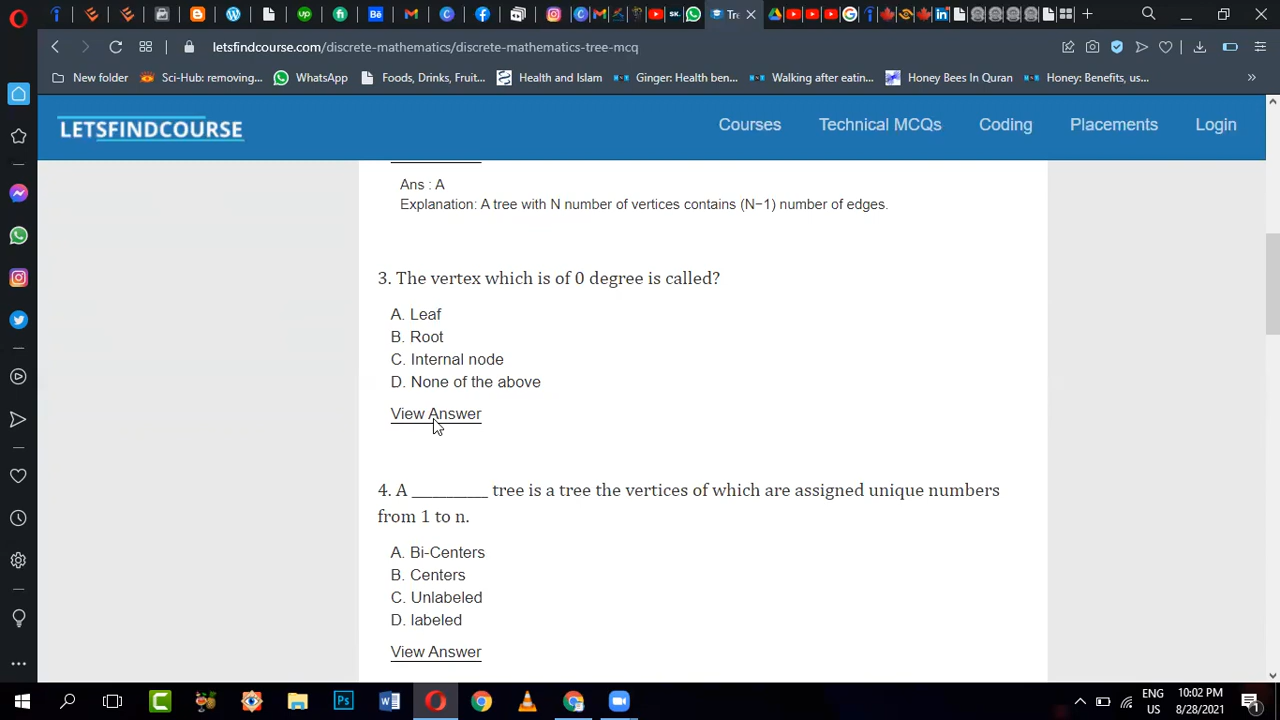 letsfindcourse.com/discrete-mathematics/discrete-mathematics-tree-mcq
New folder
Sci-Hub: removing...
WhatsApp
Foods, Drinks, Fruit...
Health and Islam
Ginger: Health ben...
Walking after eatin...
Honey Bees In Quran
Honey: Benefits, us...
LETSFINDCOURSE
Courses
Technical MCQs
Coding
Placements
Login
Ans : A
Explanation: A tree with N number of vertices contains (N−1) number of edges.
3. The vertex which is of 0 degree is called?
A. Leaf
B. Root
C. Internal node
D. None of the above
View Answer
4. A __________ tree is a tree the vertices of which are assigned unique numbers
from 1 to n.
A. Bi-Centers
B. Centers
C. Unlabeled
D. labeled
View Answer
ENG
US
10:02 PM
8/28/2021